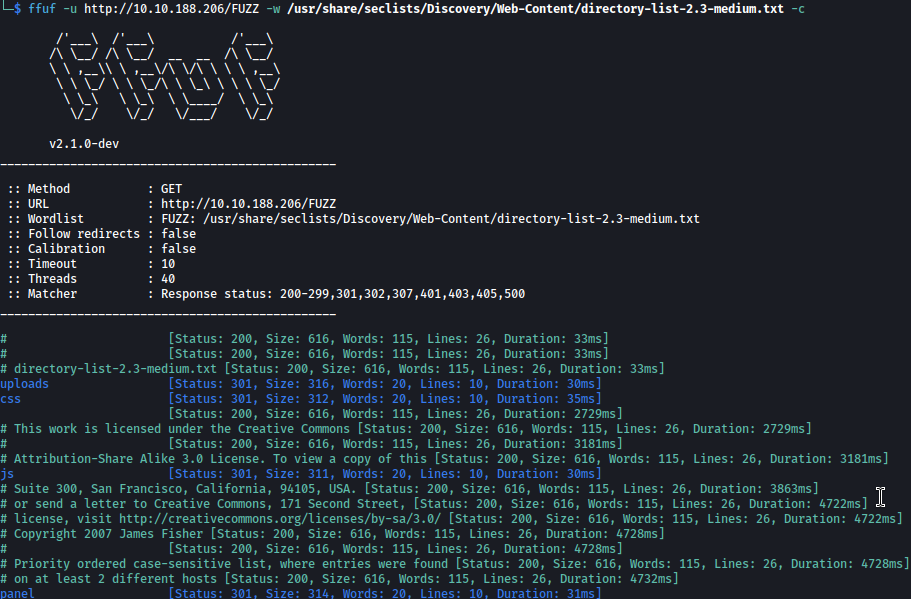 └─$ ffuf -u http://10.10.188.206/FUZZ -w /usr/share/seclists/Discovery/Web-Content/directory-list-2.3-medium.txt -c
        /'___\  /'___\           /'___\
       /\ \__/ /\ \__/  __  __  /\ \__/
       \ \ ,__\\ \ ,__\/\ \/\ \ \ \ ,__\
        \ \ \_/ \ \ \_/\ \ \_\ \ \ \ \_/
         \ \_\   \ \_\  \ \____/  \ \_\
          \/_/    \/_/   \/___/    \/_/
       v2.1.0-dev
________________________________________________
 :: Method           : GET
 :: URL              : http://10.10.188.206/FUZZ
 :: Wordlist         : FUZZ: /usr/share/seclists/Discovery/Web-Content/directory-list-2.3-medium.txt
 :: Follow redirects : false
 :: Calibration      : false
 :: Timeout          : 10
 :: Threads          : 40
 :: Matcher          : Response status: 200-299,301,302,307,401,403,405,500
________________________________________________
#                       [Status: 200, Size: 616, Words: 115, Lines: 26, Duration: 33ms]
#                       [Status: 200, Size: 616, Words: 115, Lines: 26, Duration: 33ms]
# directory-list-2.3-medium.txt [Status: 200, Size: 616, Words: 115, Lines: 26, Duration: 33ms]
uploads                 [Status: 301, Size: 316, Words: 20, Lines: 10, Duration: 30ms]
css                     [Status: 301, Size: 312, Words: 20, Lines: 10, Duration: 35ms]
                        [Status: 200, Size: 616, Words: 115, Lines: 26, Duration: 2729ms]
# This work is licensed under the Creative Commons [Status: 200, Size: 616, Words: 115, Lines: 26, Duration: 2729ms]
#                       [Status: 200, Size: 616, Words: 115, Lines: 26, Duration: 3181ms]
# Attribution-Share Alike 3.0 License. To view a copy of this [Status: 200, Size: 616, Words: 115, Lines: 26, Duration: 3181ms]
js                      [Status: 301, Size: 311, Words: 20, Lines: 10, Duration: 30ms]
# Suite 300, San Francisco, California, 94105, USA. [Status: 200, Size: 616, Words: 115, Lines: 26, Duration: 3863ms]
# or send a letter to Creative Commons, 171 Second Street, [Status: 200, Size: 616, Words: 115, Lines: 26, Duration: 4722ms]
# license, visit http://creativecommons.org/licenses/by-sa/3.0/ [Status: 200, Size: 616, Words: 115, Lines: 26, Duration: 4722ms]
# Copyright 2007 James Fisher [Status: 200, Size: 616, Words: 115, Lines: 26, Duration: 4728ms]
#                       [Status: 200, Size: 616, Words: 115, Lines: 26, Duration: 4728ms]
# Priority ordered case-sensitive list, where entries were found [Status: 200, Size: 616, Words: 115, Lines: 26, Duration: 4728ms]
# on at least 2 different hosts [Status: 200, Size: 616, Words: 115, Lines: 26, Duration: 4732ms]
panel                   [Status: 301, Size: 314, Words: 20, Lines: 10, Duration: 31ms]